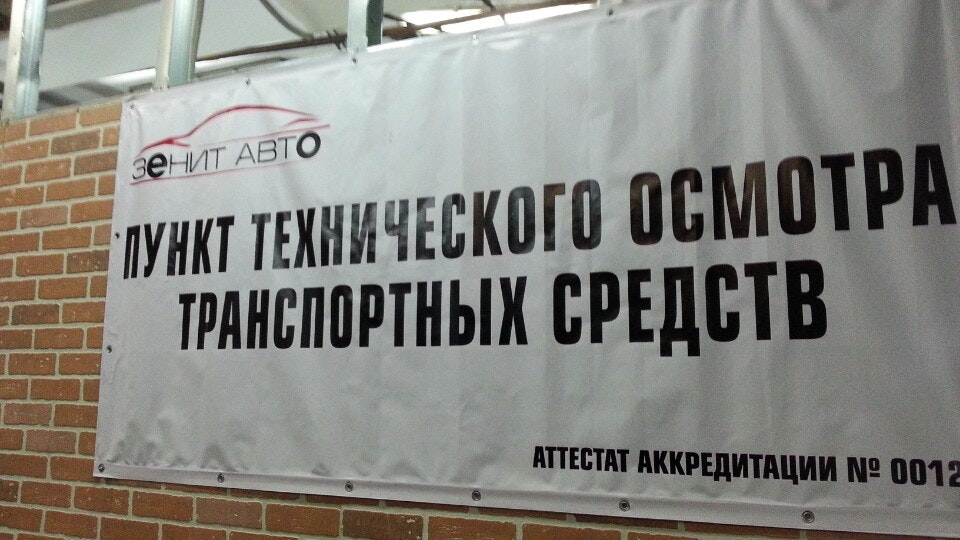 ЗеНИТ АВТО
ПУНКТ ТЕХНИЧЕСКОГО ОСМОТРА
ТРАНСПОРТНЫХ СРЕДСТВ
АТТЕСТАТ АККРЕДИТАЦИИ № 0012